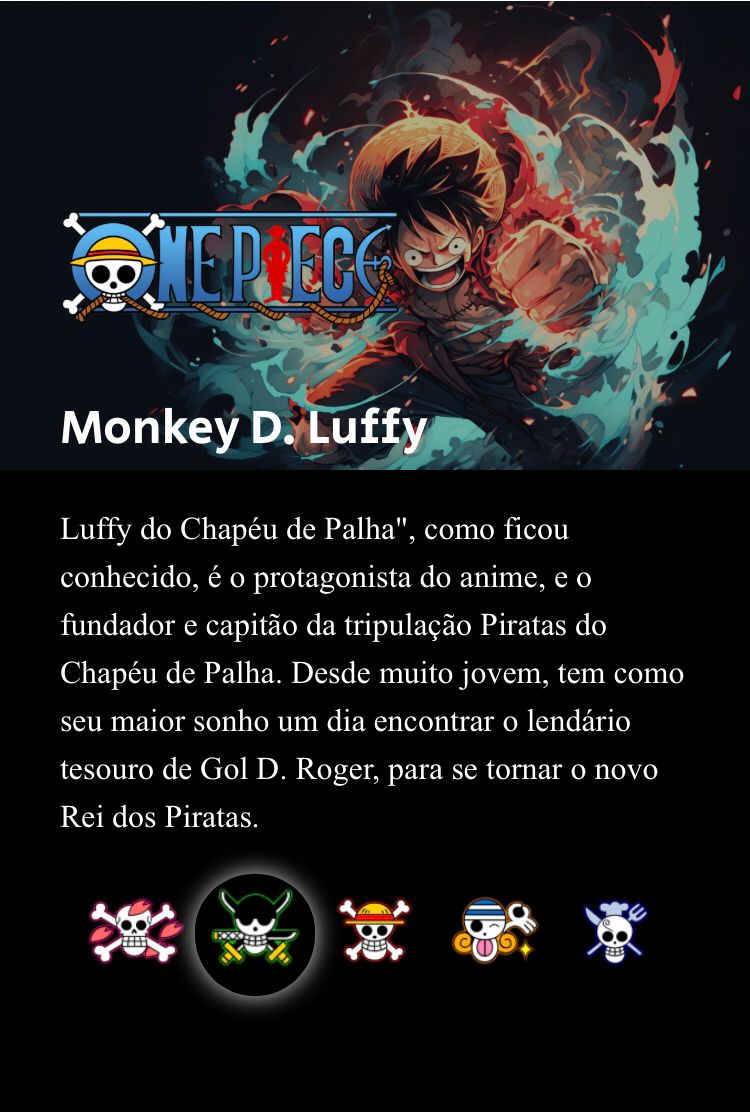 ONE PIECE
Monkey D. Luffy
Luffy do Chapéu de Palha", como ficou
conhecido, é o protagonista do anime, e o
fundador e capitão da tripulação Piratas do
Chapéu de Palha. Desde muito jovem, tem como
seu maior sonho um dia encontrar o lendário
tesouro de Gol D. Roger, para se tornar o novo
Rei dos Piratas.